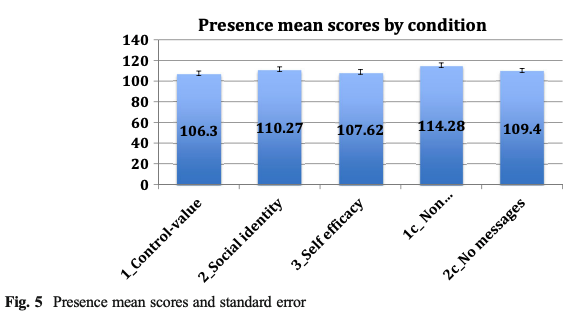 Presence mean scores by condition
140
120
100
80
60
40
20
0
106.3
110.27
107.62
114.28
109.4
1_Control-value
2_Social identity
3_Self efficacy
1c_Non...
2c_No messages
Fig. 5 Presence mean scores and standard error